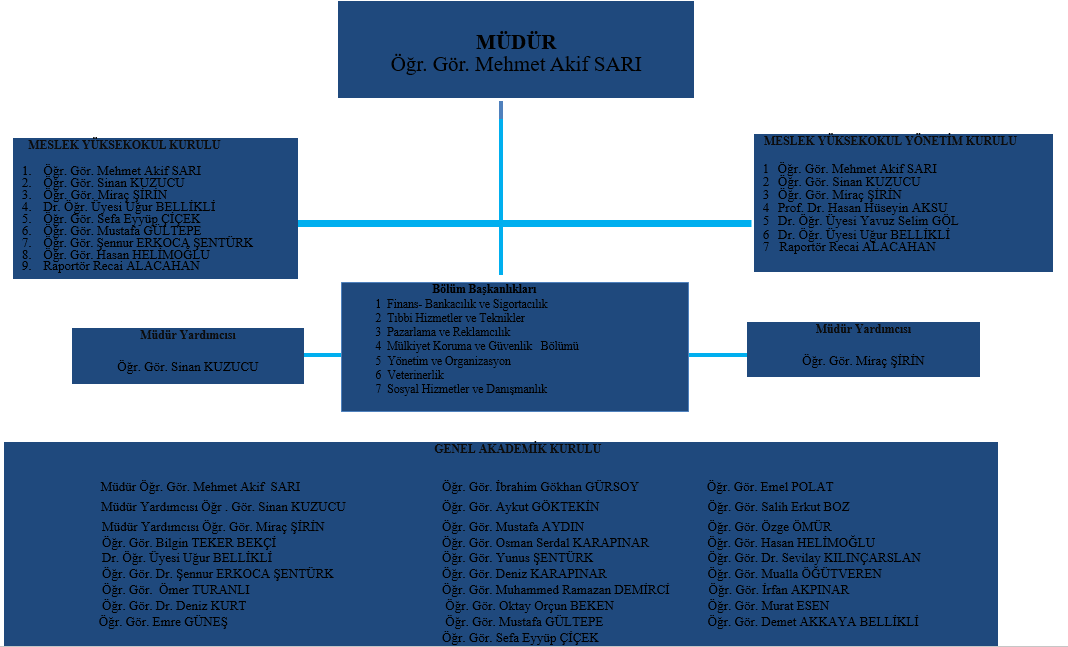 MÜDÜR
Öğr. Gör. Mehmet Akif SARI
MESLEK YÜKSEKOKUL KURULU
1. Öğr. Gör. Mehmet Akif SARI
2. Öğr. Gör. Sinan KUZUCU
3. Öğr. Gör. Miraç ŞİRİN
4. Dr. Öğr. Üyesi Uğur BELLİKLİ
5. Öğr. Gör. Sefa Eyyüp ÇİÇEK
6. Öğr. Gör. Mustafa GÜLTEPE
7. Öğr. Gör. Şennur ERKOCA ŞENTÜRK
8. Öğr. Gör. Hasan HELİMOĞLU
9. Raportör Recai ALACAHAN
MESLEK YÜKSEKOKUL YÖNETİM KURULU
1 Öğr. Gör. Mehmet Akif SARI
2 Öğr. Gör. Sinan KUZUCU
3 Öğr. Gör. Miraç ŞİRİN
4 Prof. Dr. Hasan Hüseyin AKSU
5 Dr. Öğr. Üyesi Yavuz Selim GÖL
6 Dr. Öğr. Üyesi Uğur BELLİKLİ
7 Raportör Recai ALACAHAN
Bölüm Başkanlıkları
1 Finans- Bankacılık ve Sigortacılık
2 Tıbbi Hizmetler ve Teknikler
3 Pazarlama ve Reklamcılık
4 Mülkiyet Koruma ve Güvenlik Bölümü
5 Yönetim ve Organizasyon
6 Veterinerlik
7 Sosyal Hizmetler ve Danışmanlık
Müdür Yardımcısı
Öğr. Gör. Sinan KUZUCU
Müdür Yardımcısı
Öğr. Gör. Miraç ŞİRİN
GENEL AKADEMİK KURULU
Müdür Öğr. Gör. Mehmet Akif SARI
Müdür Yardımcısı Öğr . Gör. Sinan KUZUCU
Müdür Yardımcısı Öğr. Gör. Miraç ŞİRİN
Öğr. Gör. Bilgin TEKER BEKÇİ
Dr. Öğr. Üyesi Uğur BELLİKLİ
Öğr. Gör. Dr. Şennur ERKOCA ŞENTÜRK
Öğr. Gör. Ömer TURANLI
Öğr. Gör. Dr. Deniz KURT
Öğr. Gör. Emre GÜNEŞ
Öğr. Gör. İbrahim Gökhan GÜRSOY
Öğr. Gör. Aykut GÖKTEKİN
Öğr. Gör. Mustafa AYDIN
Öğr. Gör. Osman Serdal KARAPINAR
Öğr. Gör. Yunus ŞENTÜRK
Öğr. Gör. Deniz KARAPINAR
Öğr. Gör. Muhammed Ramazan DEMİRCİ
Öğr. Gör. Oktay Orçun BEKEN
Öğr. Gör. Mustafa GÜLTEPE
Öğr. Gör. Sefa Eyyüp ÇİÇEK
Öğr. Gör. Emel POLAT
Öğr. Gör. Salih Erkut BOZ
Öğr. Gör. Özge ÖMÜR
Öğr. Gör. Hasan HELİMOĞLU
Öğr. Gör. Dr. Sevilay KILINÇARSLAN
Öğr. Gör. Mualla ÖĞÜTVEREN
Öğr. Gör. İrfan AKPINAR
Öğr. Gör. Murat ESEN
Öğr. Gör. Demet AKKAYA BELLİKLİ